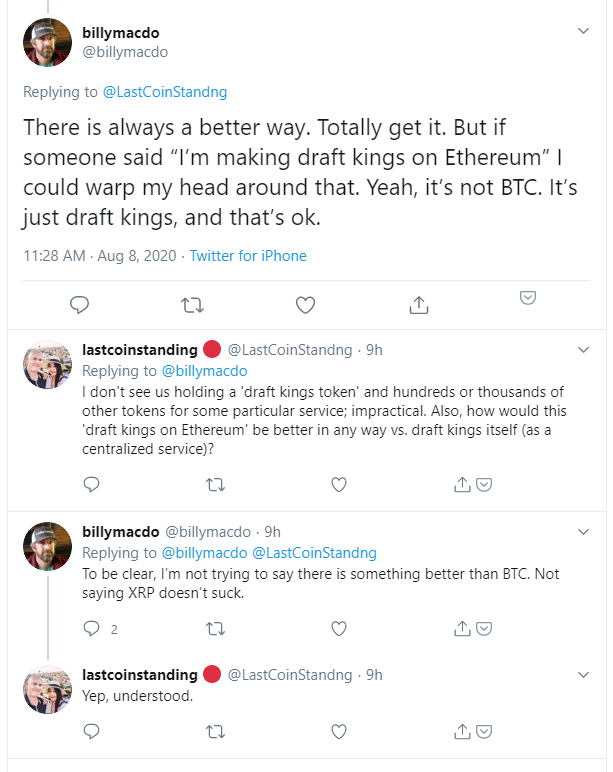 billymacdo
@billymacdo
Replying to @LastCoinStandng
There is always a better way. Totally get it. But if
someone said “I’m making draft kings on Ethereum” I
could warp my head around that. Yeah, it’s not BTC. It’s
just draft kings, and that’s ok.
11:28 AM · Aug 8, 2020 · Twitter for iPhone
lastcoinstanding 🔴 @LastCoinStandng · 9h
Replying to @billymacdo
I don't see us holding a 'draft kings token' and hundreds or thousands of
other tokens for some particular service; impractical. Also, how would this
'draft kings on Ethereum' be better in any way vs. draft kings itself (as a
centralized service)?
billymacdo @billymacdo · 9h
Replying to @billymacdo @LastCoinStandng
To be clear, I’m not trying to say there is something better than BTC. Not
saying XRP doesn’t suck.
2
lastcoinstanding 🔴 @LastCoinStandng · 9h
Yep, understood.